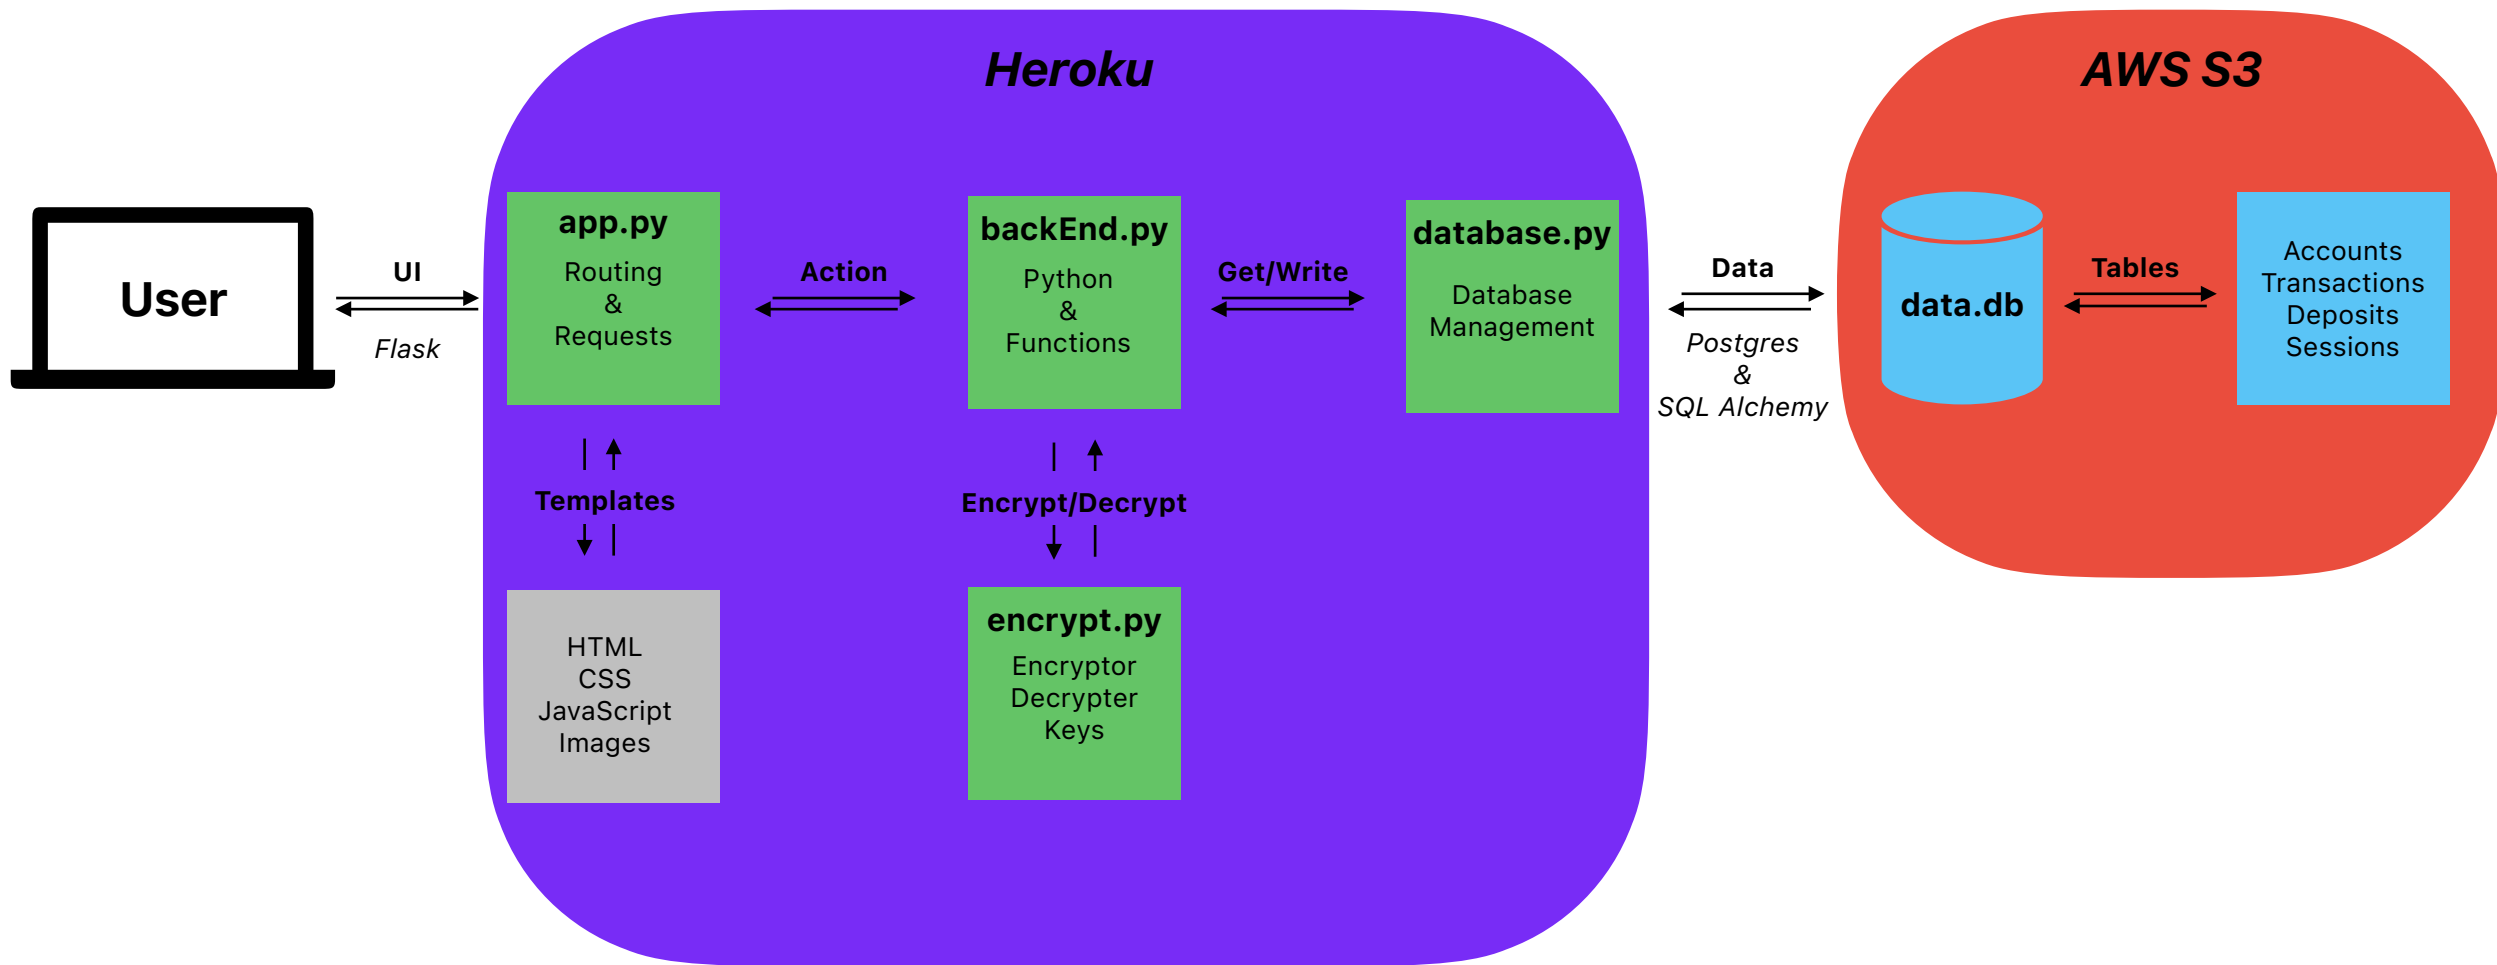 Heroku
AWS S3
User
UI
Flask
app.py
Routing
&
Requests
Action
backEnd.py
Python
&
Functions
Get/Write
database.py
Database
Management
Data
Postgres
&
SQL Alchemy
data.db
Tables
Accounts
Transactions
Deposits
Sessions
Templates
Encrypt/Decrypt
HTML
CSS
JavaScript
Images
encrypt.py
Encryptor
Decrypter
Keys